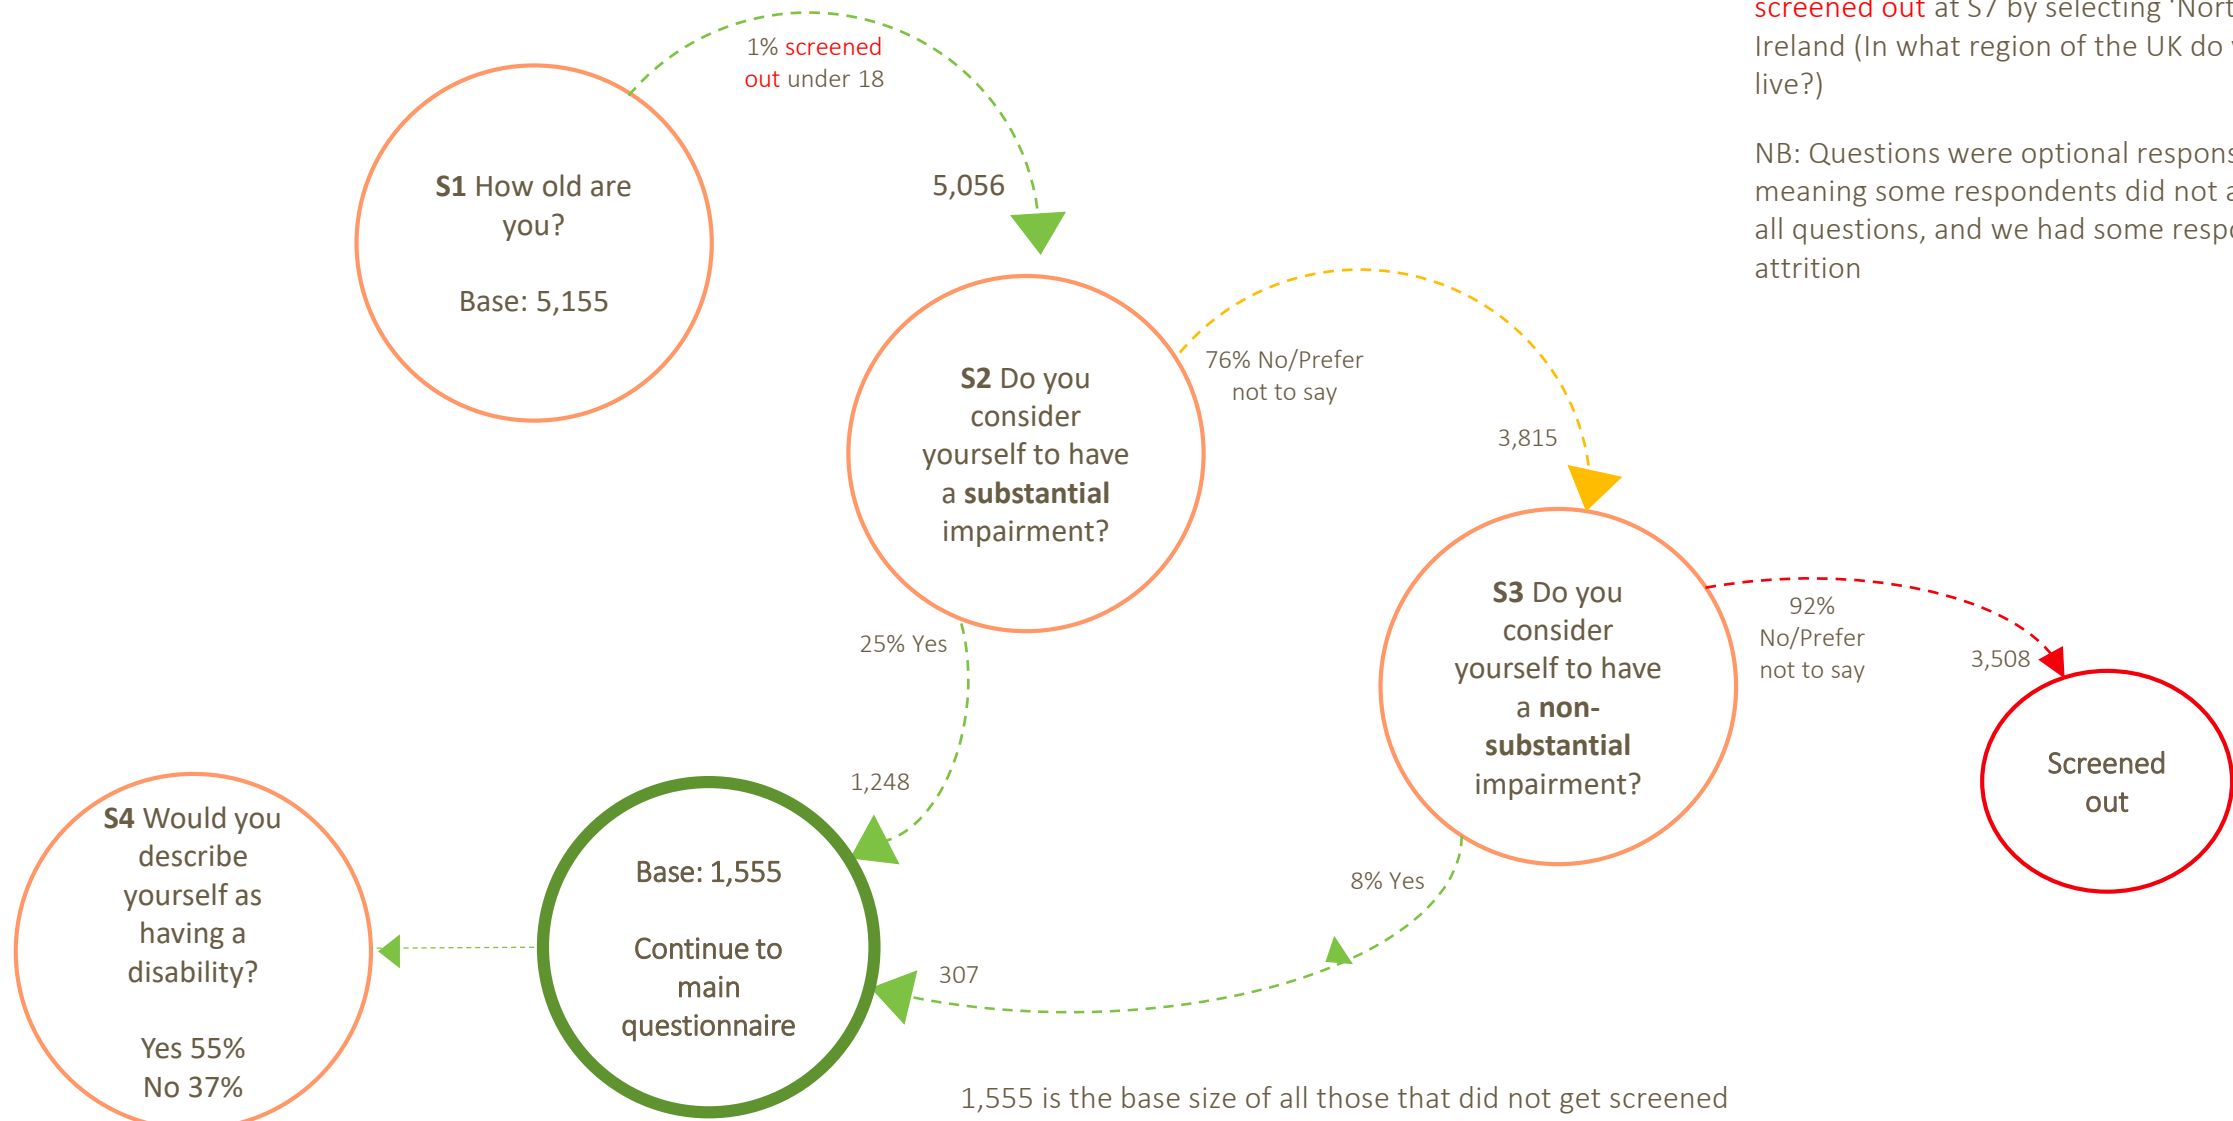 1% screened
out under 18
S1 How old are
you?
Base: 5,155
5,056
screened out at S7 by selecting
Ireland (In what region of the UK do
live?)
NB: Questions were optional
meaning some respondents did not
all questions, and we had some
attrition
S2 Do you
consider
yourself to have
a substantial
impairment?
76% No/Prefer
not to say
3,815
25% Yes
1,248
S3 Do you
consider
yourself to have
a non-
substantial
impairment?
92%
No/Prefer
not to say
3,508
Screened
out
8% Yes
307
Base: 1,555
Continue to
main
questionnaire
S4 Would you
describe
yourself as
having a
disability?
Yes 55%
No 37%
1,555 is the base size of all those that did not get screened